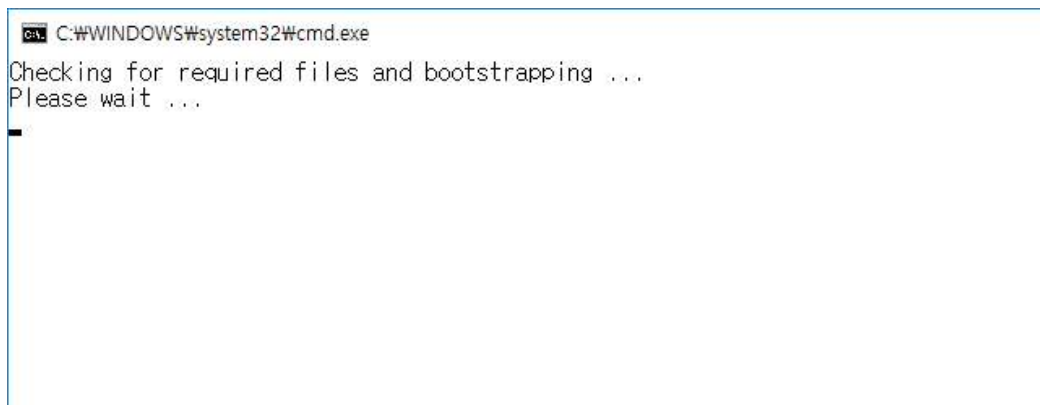 C:₩WINDOWS₩system32₩cmd.exe
Checking for required files and bootstrapping ...
Please wait ...